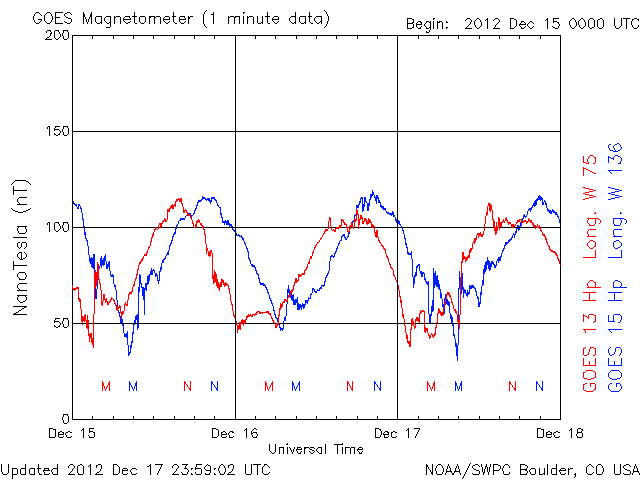 GOES Magnetometer (1 minute data)
Begin: 2012 Dec 15 0000 UTC
200
150
100
50
0
NanoTesla (nT)
M M N N M M N N M M N N
Dec 15 Dec 16 Dec 17 Dec 18
Universal Time
GOES 13 Hp Long. W 75
GOES 15 Hp Long. W 136
Updated 2012 Dec 17 23:59:02 UTC
NOAA/SWPC Boulder, CO USA